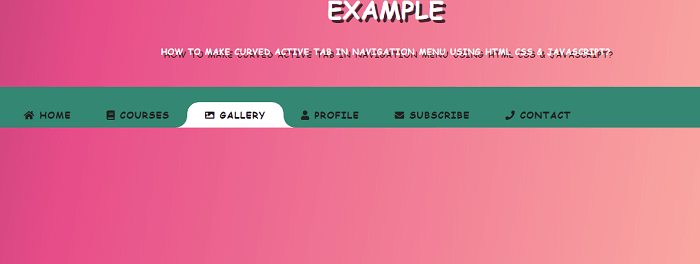 EXAMPLE
HOW TO MAKE CURVED ACTIVE TAB IN NAVIGATION MENU USING HTML CSS & JAVASCRIPT?
HOME COURSES GALLERY PROFILE SUBSCRIBE CONTACT